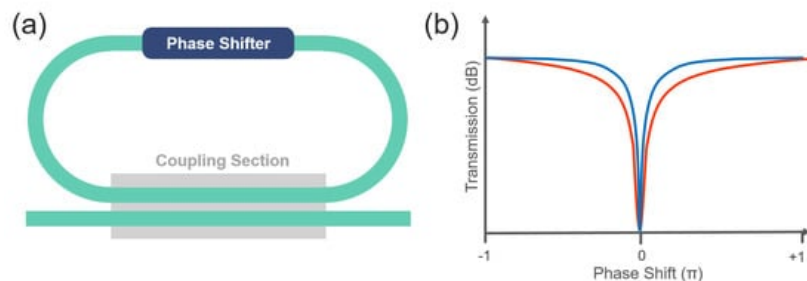 (a)
Phase Shifter
Coupling Section
(b)
Transmission (dB)
-1
0
+1
Phase Shift (π)